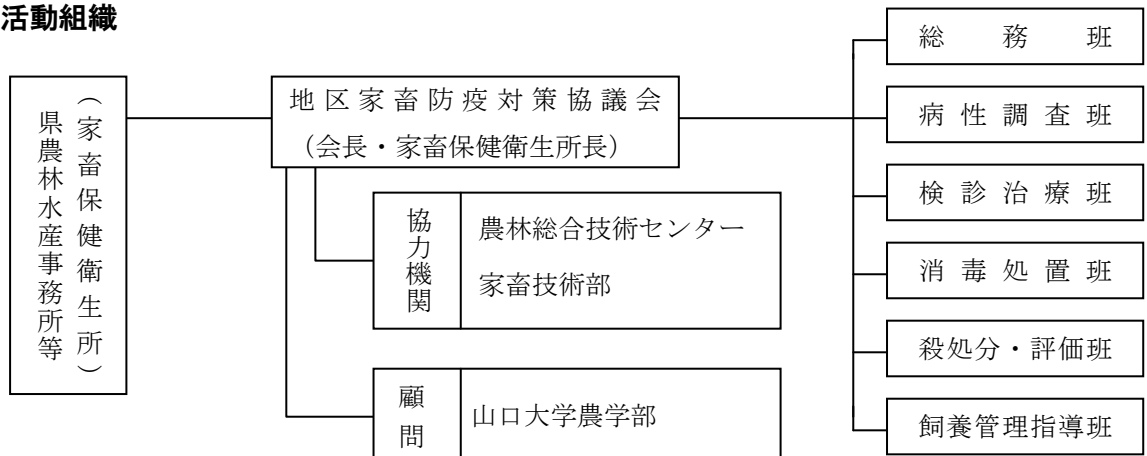 活動組織
県農林水産事務所等
（家畜保健衛生所）
地区家畜防疫対策協議会
（会長・家畜保健衛生所長）
協力機関
農林総合技術センター
家畜技術部
顧問
山口大学農学部
総務班
病性調査班
検診治療班
消毒処置班
殺処分・評価班
飼養管理指導班